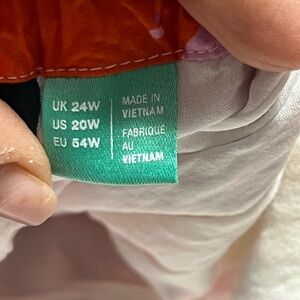 UK 24W
US 20W
EU 54W
MADE IN
VIETNAM
FABRIQUÉ
AU
VIETNAM